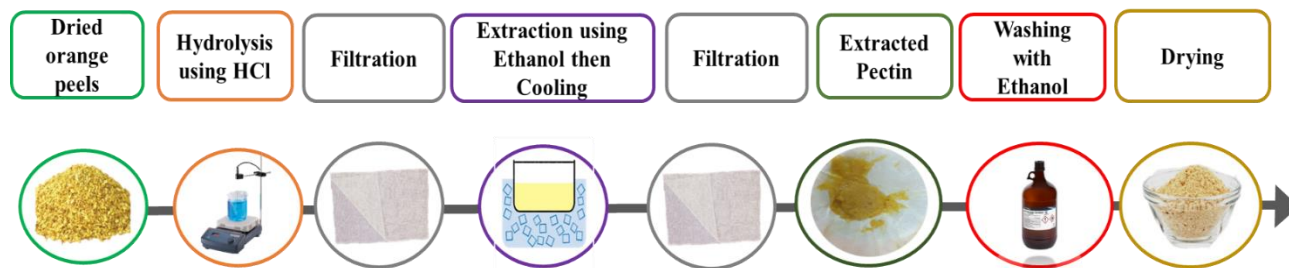 Dried
orange
peels
Hydrolysis
using HCl
Filtration
Extraction using
Ethanol then
Cooling
Filtration
Extracted
Pectin
Washing
with
Ethanol
Drying